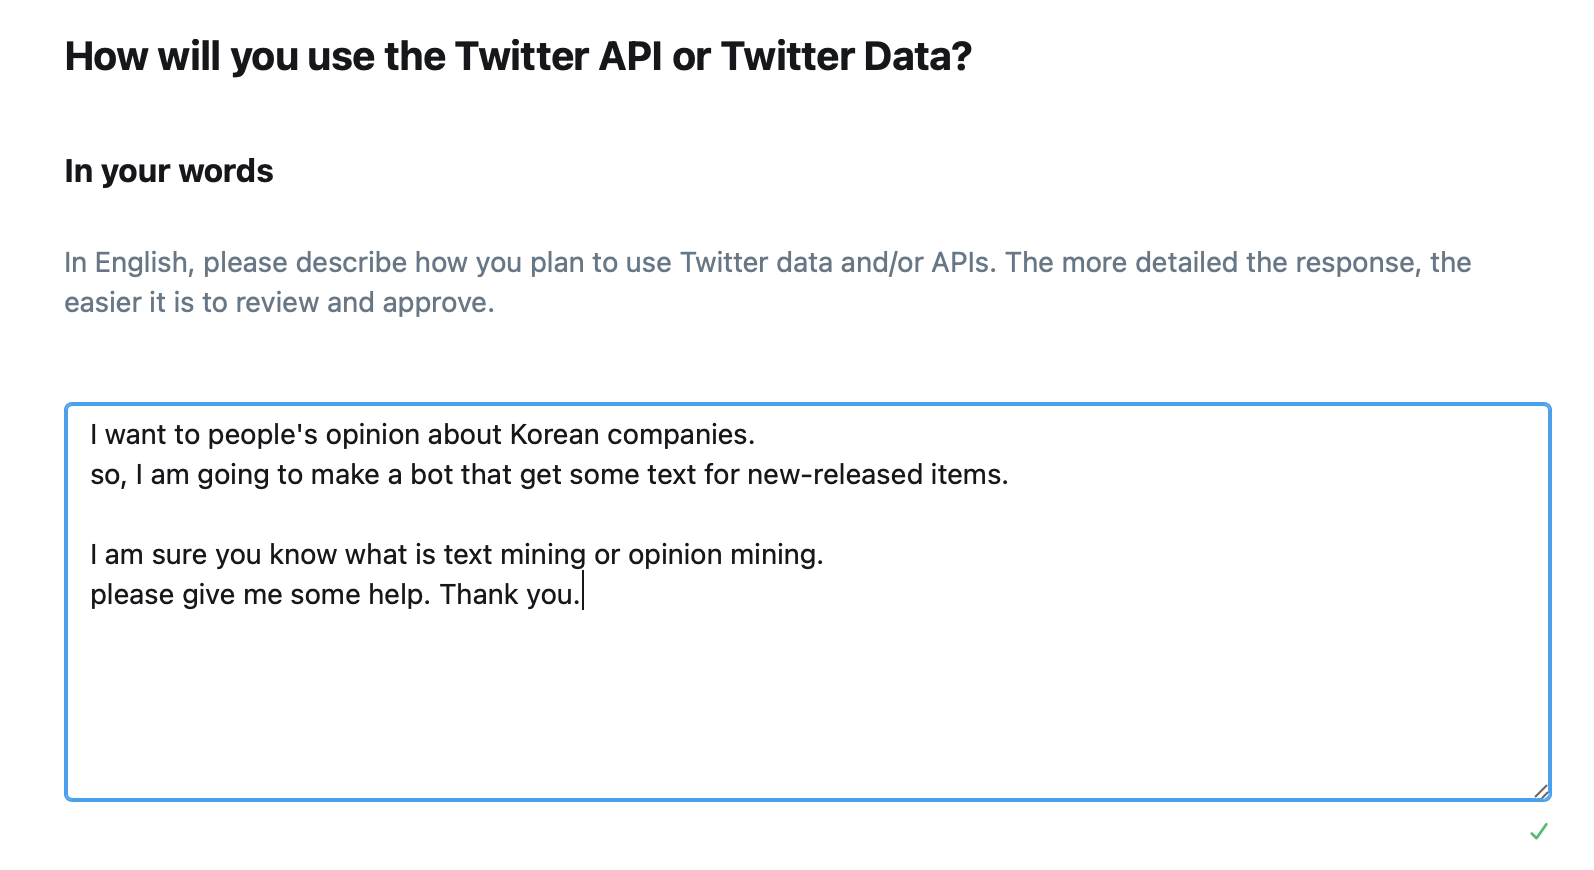 How will you use the Twitter API or Twitter Data?
In your words
In English, please describe how you plan to use Twitter data and/or APIs. The more detailed the response, the
easier it is to review and approve.
I want to people's opinion about Korean companies.
so, I am going to make a bot that get some text for new-released items.
I am sure you know what is text mining or opinion mining.
please give me some help. Thank you.